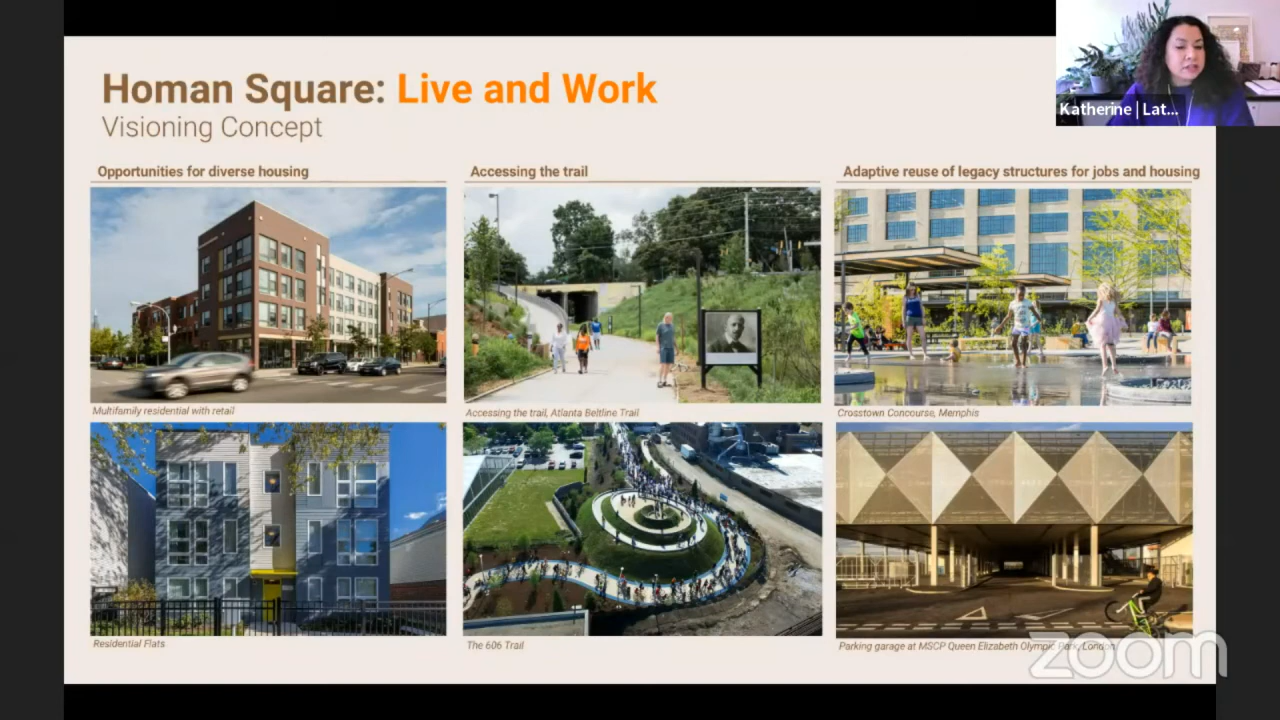 Homan Square: Live and Work
Visioning Concept
Katherine | Lat...
Opportunities for diverse housing
Accessing the trail
Adaptive reuse of legacy structures for jobs and housing
Multifamily residential with retail
Accessing the trail, Atlanta Beltline Trail
Crosstown Concourse, Memphis
Residential Flats
The 606 Trail
Parking garage at MSCP Queen Elizabeth Olympic Park, London
zoom